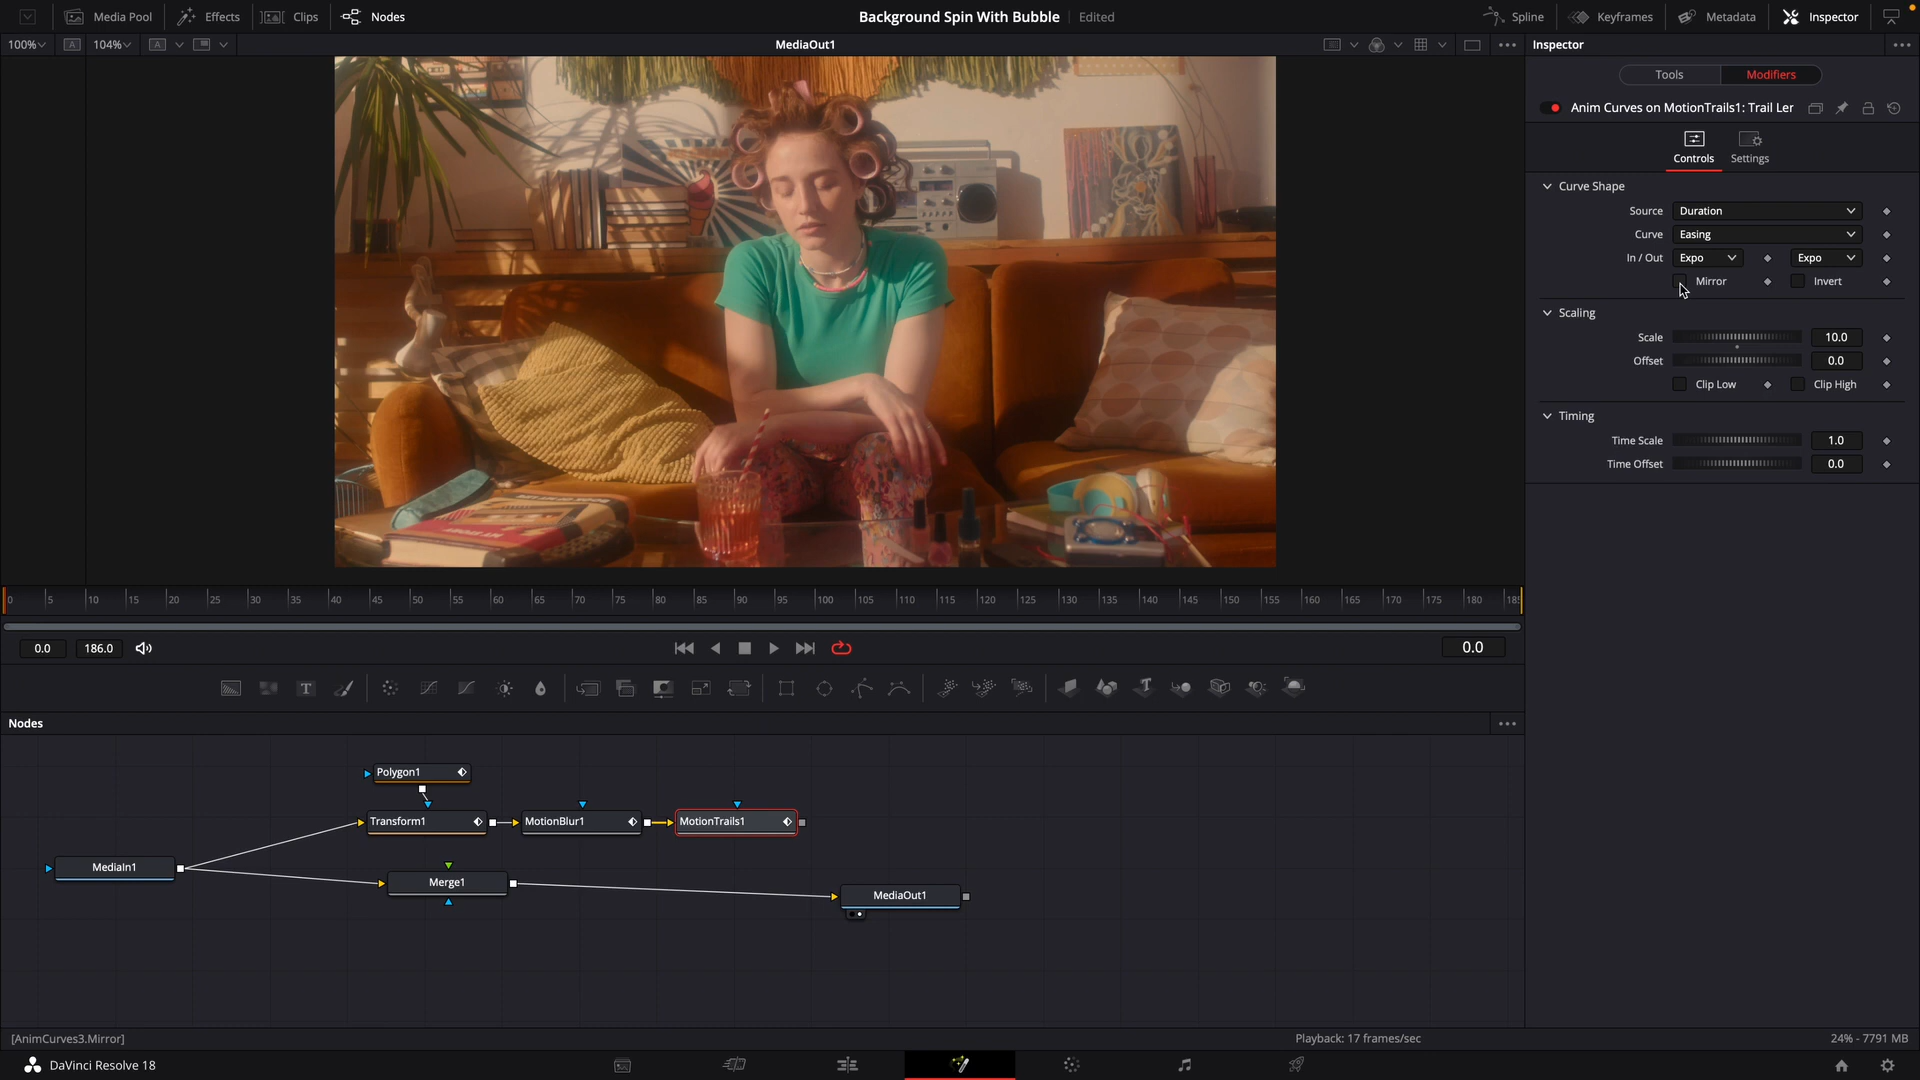 Media Pool Effects Clips Nodes Background Spin With Bubble Edited Spline Keyframes Metadata Inspector
100% 104% MediaOut1 Inspector
Tools Modifiers
Anim Curves on MotionTrails1: Trail Ler
Controls Settings
Curve Shape
Source Duration
Curve Easing
In / Out Expo Expo
Mirror Invert
Scaling
Scale 10.0
Offset 0.0
Clip Low Clip High
Timing
Time Scale 1.0
Time Offset 0.0
0 5 10 15 20 25 30 35 40 45 50 55 60 65 70 75 80 85 90 95 100 105 110 115 120 125 130 135 140 145 150 155 160 165 170 175 180 185
0.0 186.0 0.0
Nodes
Polygon1
Transform1 MotionBlur1 MotionTrails1
MediaIn1
Merge1
MediaOut1
[AnimCurves3.Mirror] Playback: 17 frames/sec 24% - 7791 MB
DaVinci Resolve 18